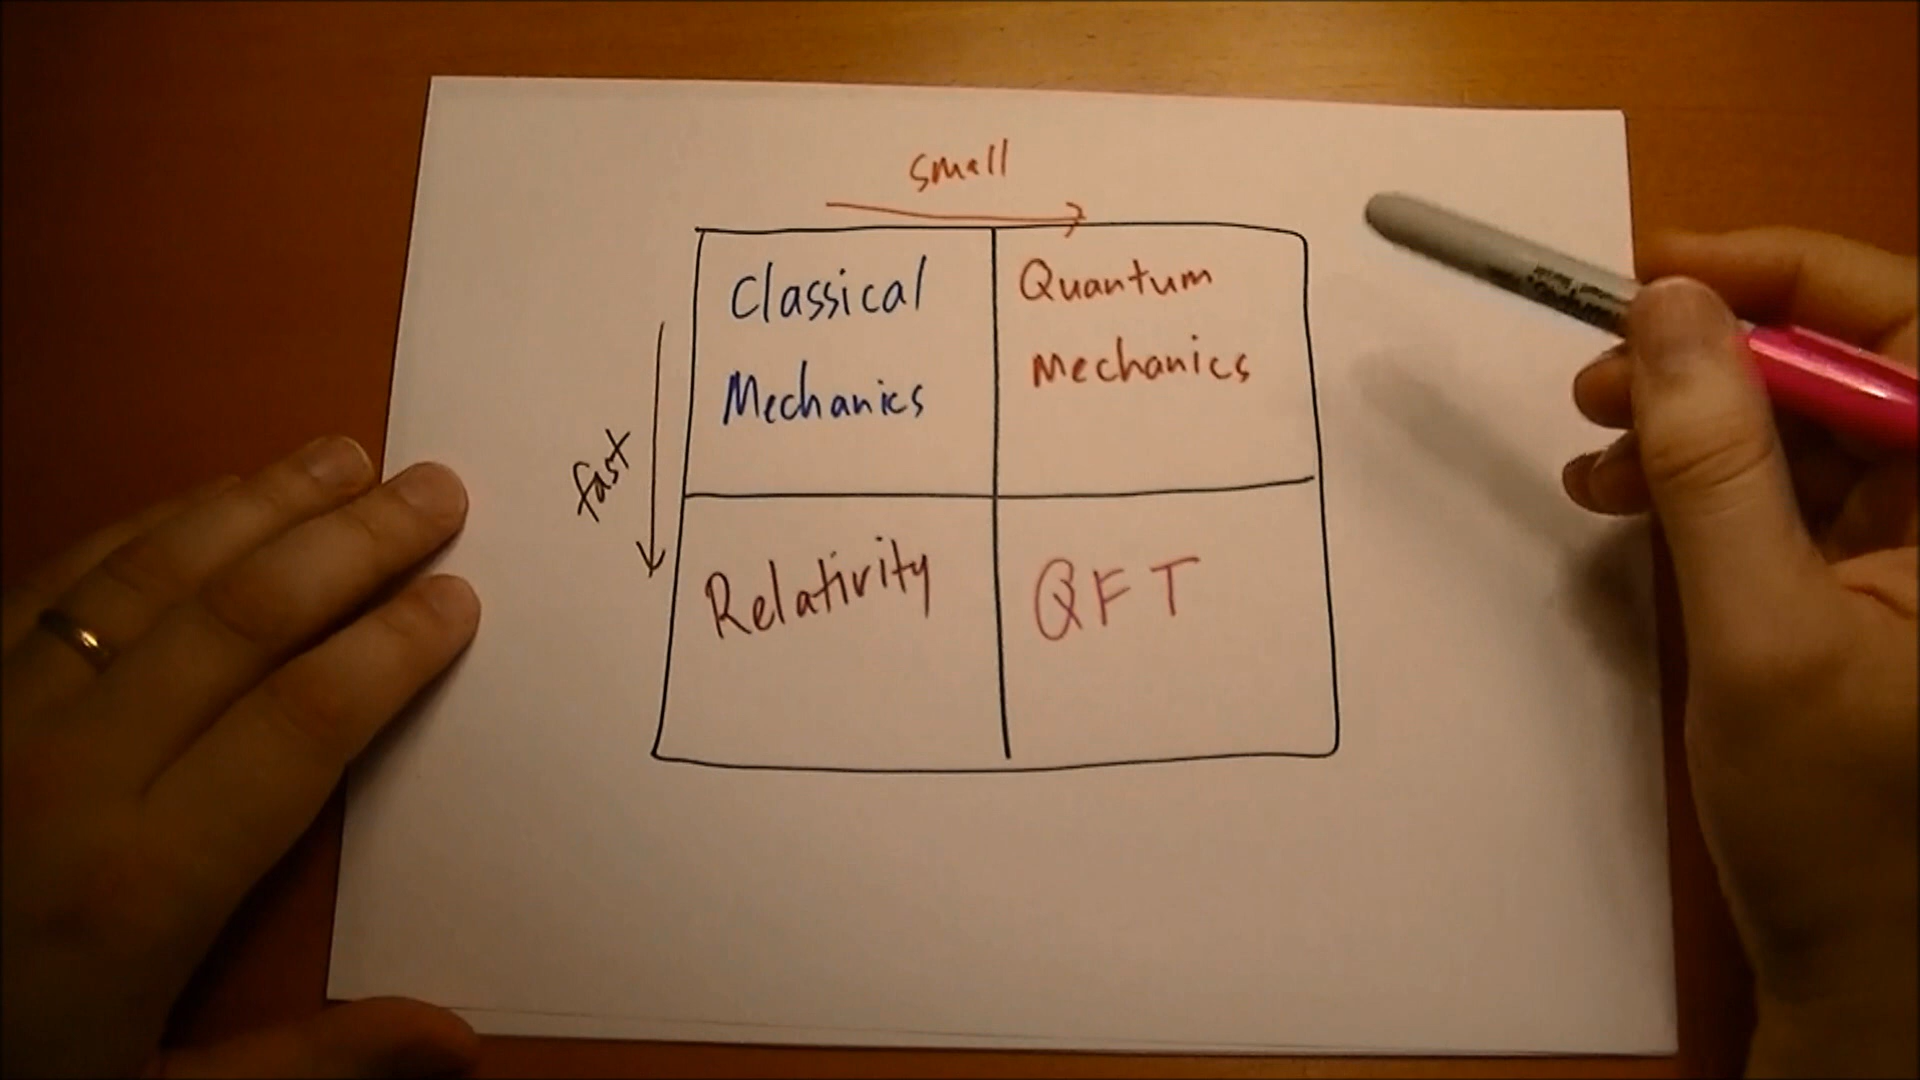 small
Classical
Mechanics
Quantum
Mechanics
fast
Relativity
QFT